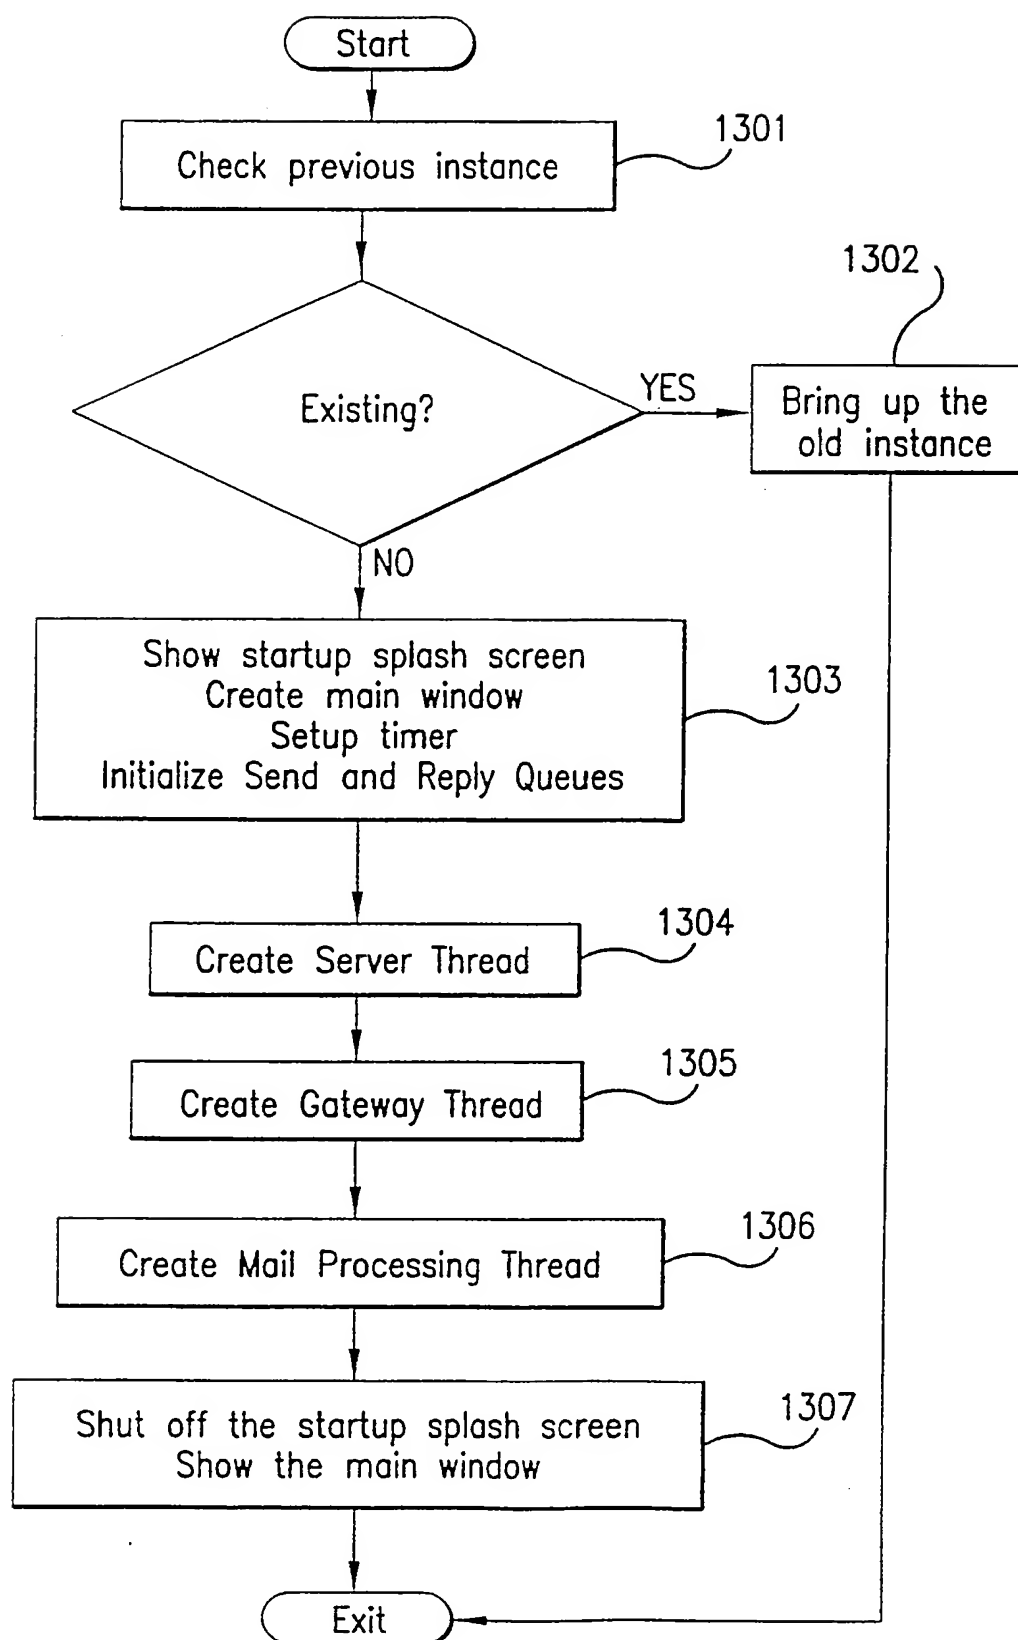 Start
Check previous instance
1301
Existing?
YES
1302
Bring up the
old instance
NO
Show startup splash screen
Create main window
Setup timer
Initialize Send and Reply Queues
1303
Create Server Thread
1304
Create Gateway Thread
1305
Create Mail Processing Thread
1306
Shut off the startup splash screen
Show the main window
1307
Exit